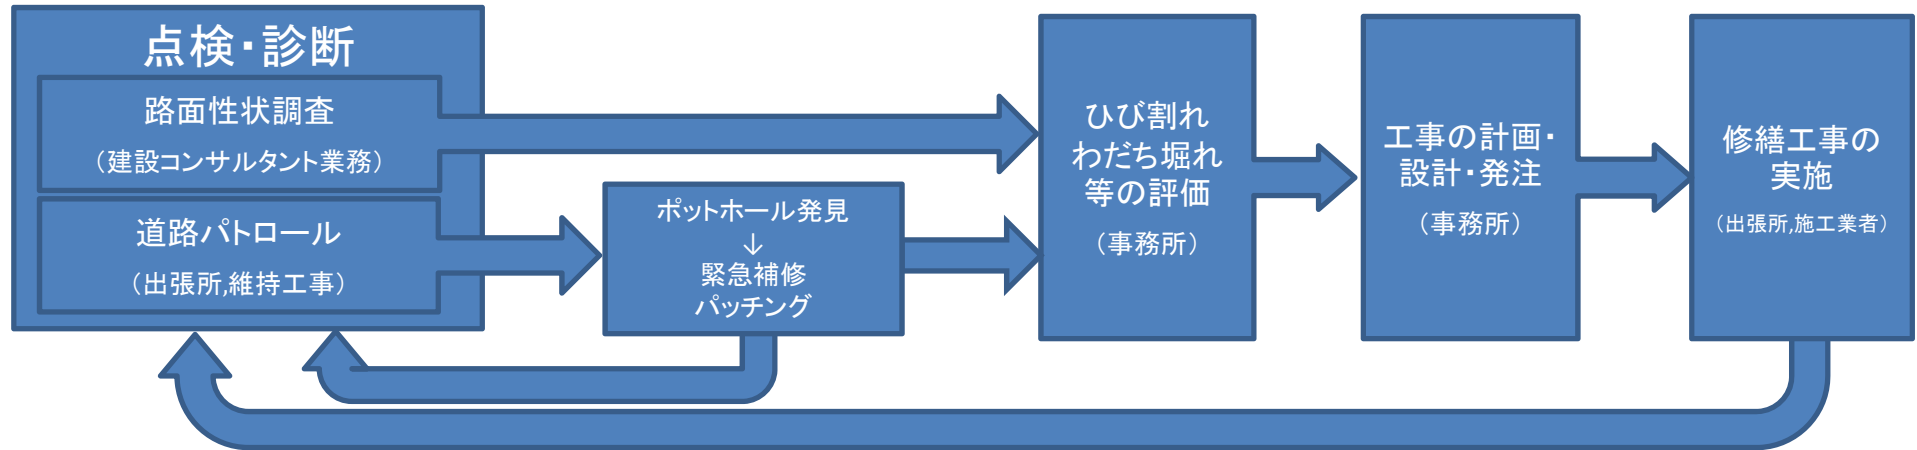 点検・診断
路面性状調査
（建設コンサルタント業務）
道路パトロール
（出張所,維持工事）
ポットホール発見
↓
緊急補修
パッチング
ひび割れ
わだち堀れ
等の評価
（事務所）
工事の計画・
設計・発注
（事務所）
修繕工事の
実施
（出張所,施工業者）